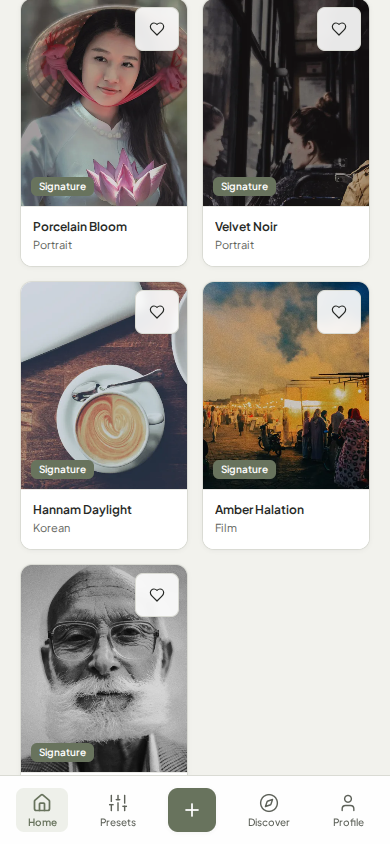 Signature
Signature
Porcelain Bloom
Portrait
Velvet Noir
Portrait
Signature
Signature
Hannam Daylight
Korean
Amber Halation
Film
Signature
Home
Presets
Discover
Profile